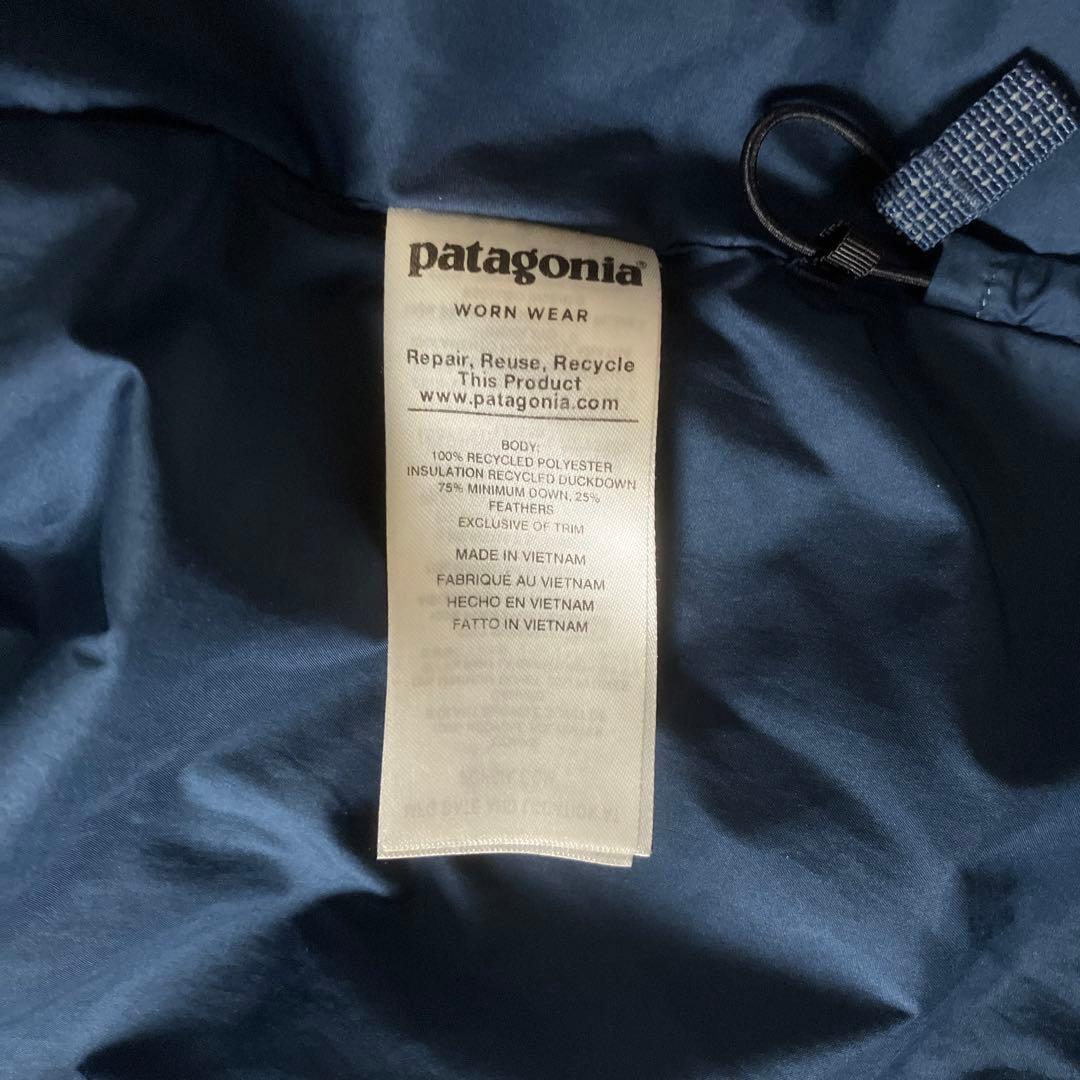 patagonia®
WORN WEAR
Repair, Reuse, Recycle
This Product
www.patagonia.com
BODY:
100% RECYCLED POLYESTER
INSULATION RECYCLED DUCKDOWN
75% MINIMUM DOWN, 25%
FEATHERS
EXCLUSIVE OF TRIM
MADE IN VIETNAM
FABRIQUÉ AU VIETNAM
HECHO EN VIETNAM
FATTO IN VIETNAM